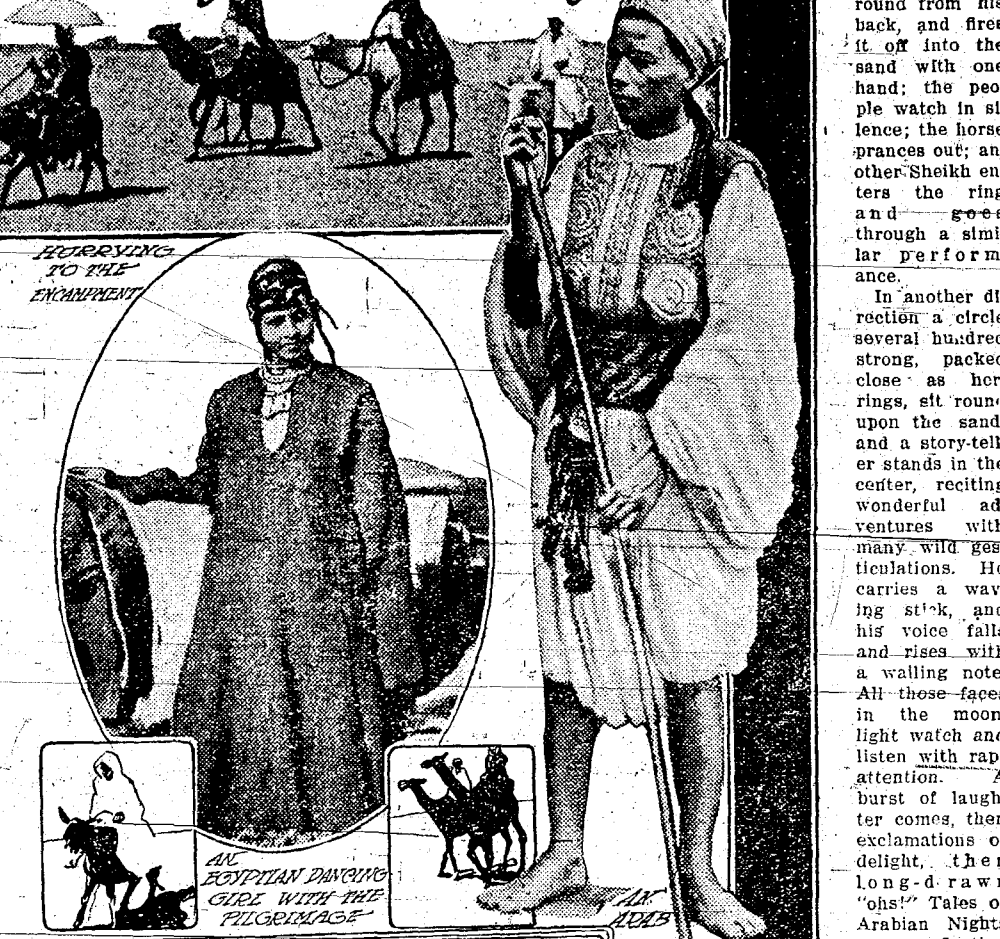 HURRYING
TO THE
ENCAMPMENT
AN
EGYPTIAN DANCING
GIRL WITH THE
PILGRIMAGE
AN
ARAB
round from his
back, and fires
it off into the
sand with one
hand; the peo
ple watch in si
lence; the horse
prances out; an
other Sheikh en
ters the ring
and goes
through a simi
lar perform
ance.
In another di
rection a circle
several hundred
strong, packed
close as her
rings, sit roun
upon the sand
and a story-tell
er stands in the
center, reciting
wonderful ad
ventures with
many wild ges
ticulations. He
carries a wav
ing stick, and
his voice falls
and rises with
a wailing note
All those faces
in the moon
light watch and
listen with rap
attention. A
burst of laugh
ter comes, then
exclamations o
delight, then
long-drawn
"ohs!" Tales o
Arabian Night